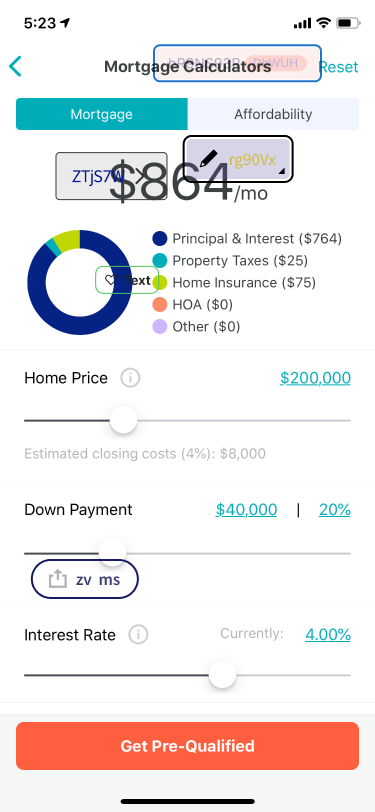 5:23
Mortgage Calculators
Reset
Mortgage
Affordability
ZTjS7W
rg90Vx
$864/mo
Principal & Interest ($764)
Property Taxes ($25)
Home Insurance ($75)
text
HOA ($0)
Other ($0)
Home Price
$200,000
Estimated closing costs (4%): $8,000
Down Payment
$40,000 | 20%
zv ms
Interest Rate
Currently:
4.00%
Get Pre-Qualified